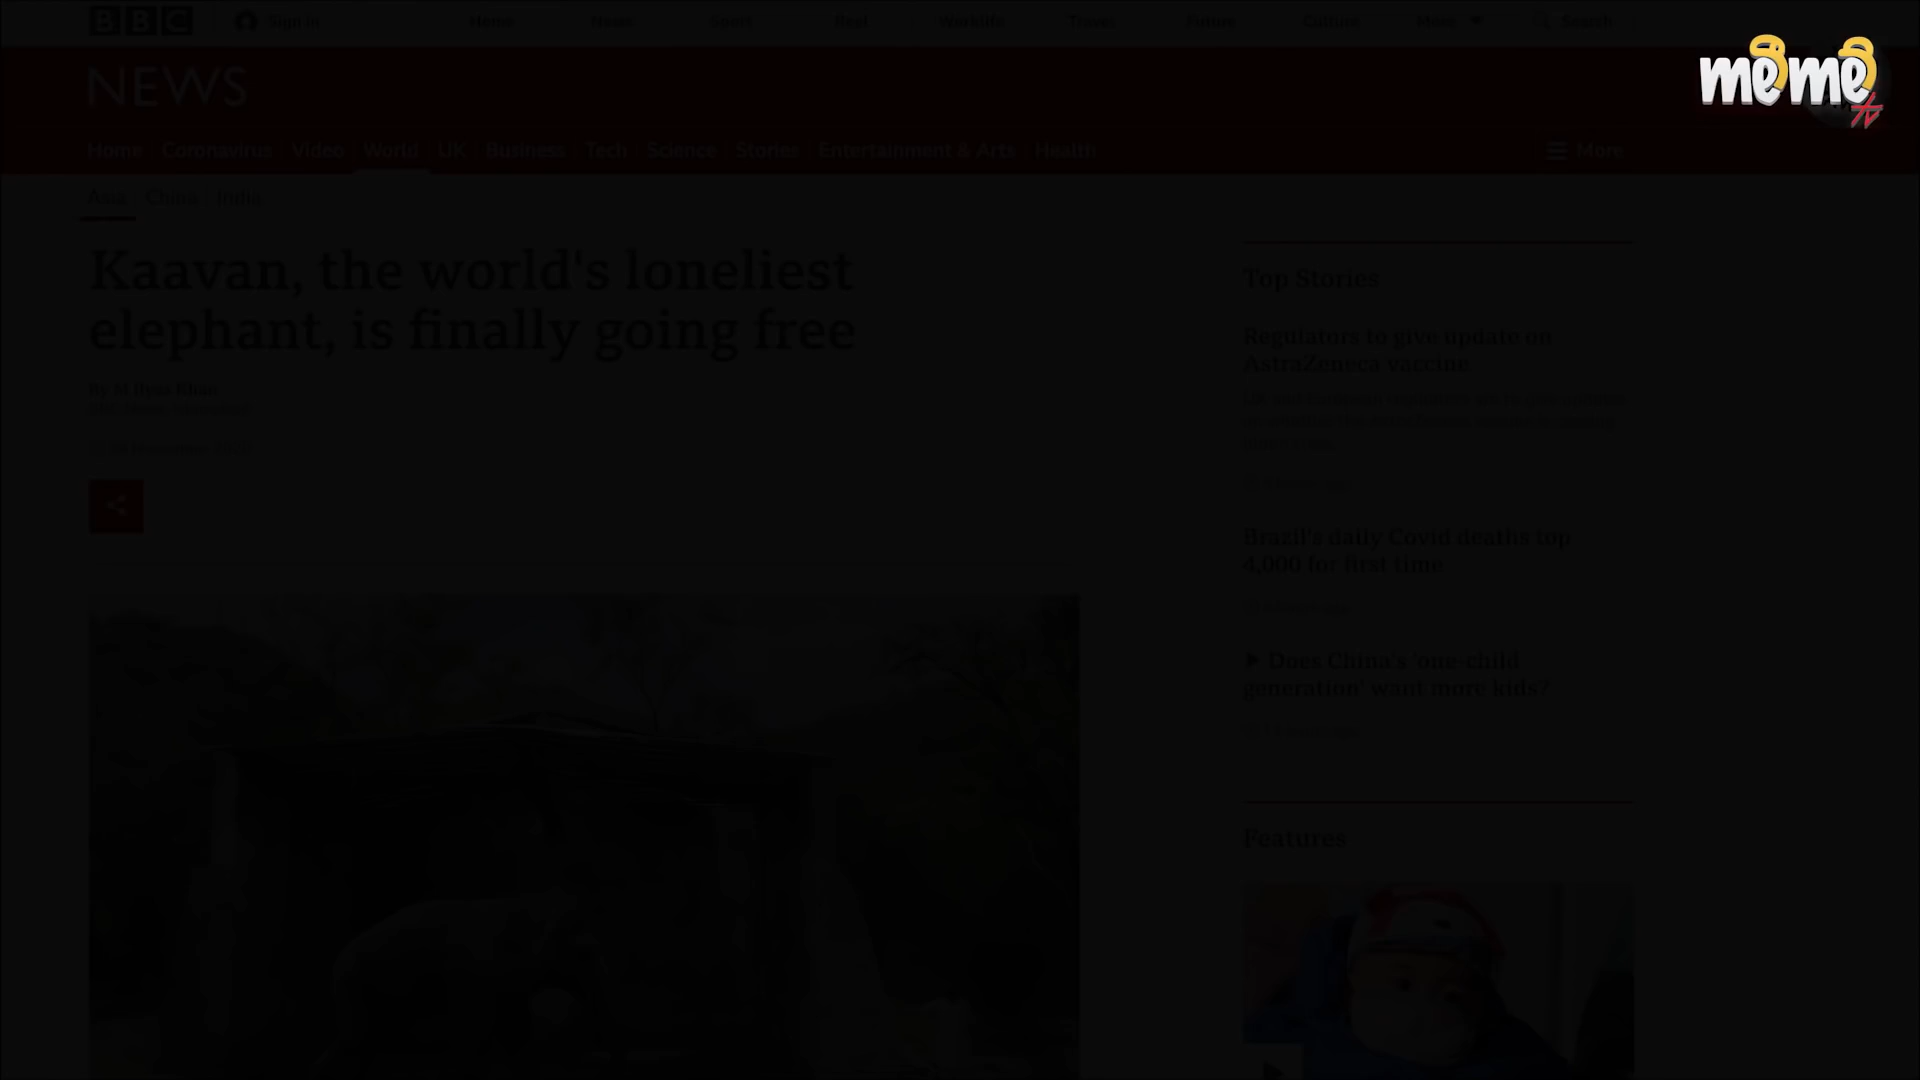 BBC
Sign in
Home
News
Sport
Reel
Worklife
Travel
Future
Culture
More
Search
NEWS
Home
Coronavirus
Video
World
UK
Business
Tech
Science
Stories
Entertainment & Arts
Health
More
Asia
China
India
Kaavan, the world's loneliest
elephant, is finally going free
By M Ilyas Khan
Top Stories
Regulators to give update on
AstraZeneca vaccine
Brazil's daily Covid deaths top
4,000 for first time
Does China's 'one-child
generation' want more kids?
Features